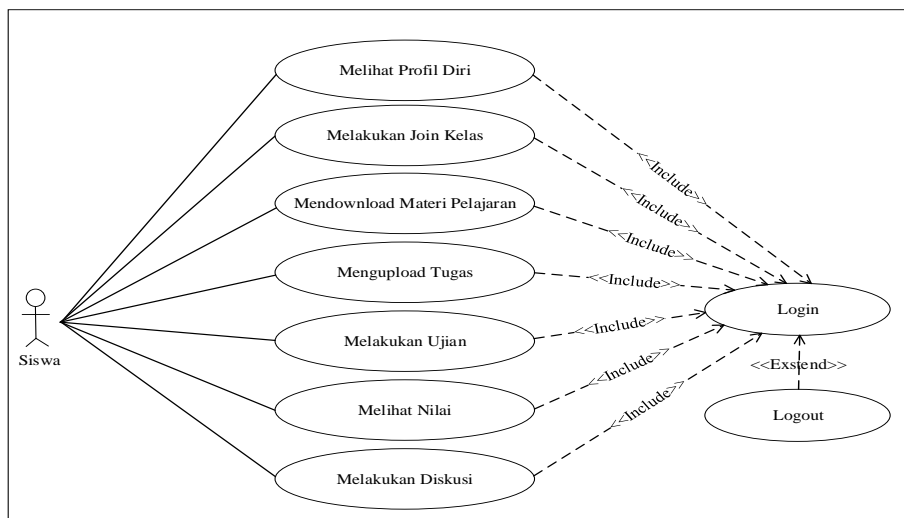 Melihat Profil Diri
<<Include>>
Melakukan Join Kelas
<<Include>>
Mendownload Materi Pelajaran
<<Include>>
Mengupload Tugas
<<Include>>
Siswa
Melakukan Ujian
<<Include>>
Login
Melihat Nilai
<<Include>>
<<Exstend>>
Melakukan Diskusi
<<Include>>
Logout